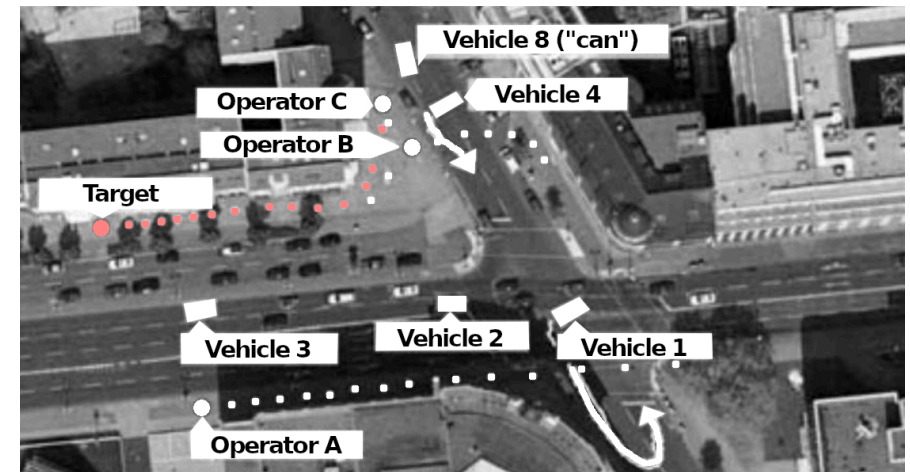 Vehicle 8 ("can")
Operator C
Vehicle 4
Operator B
Target
Vehicle 3
Vehicle 2
Vehicle 1
Operator A